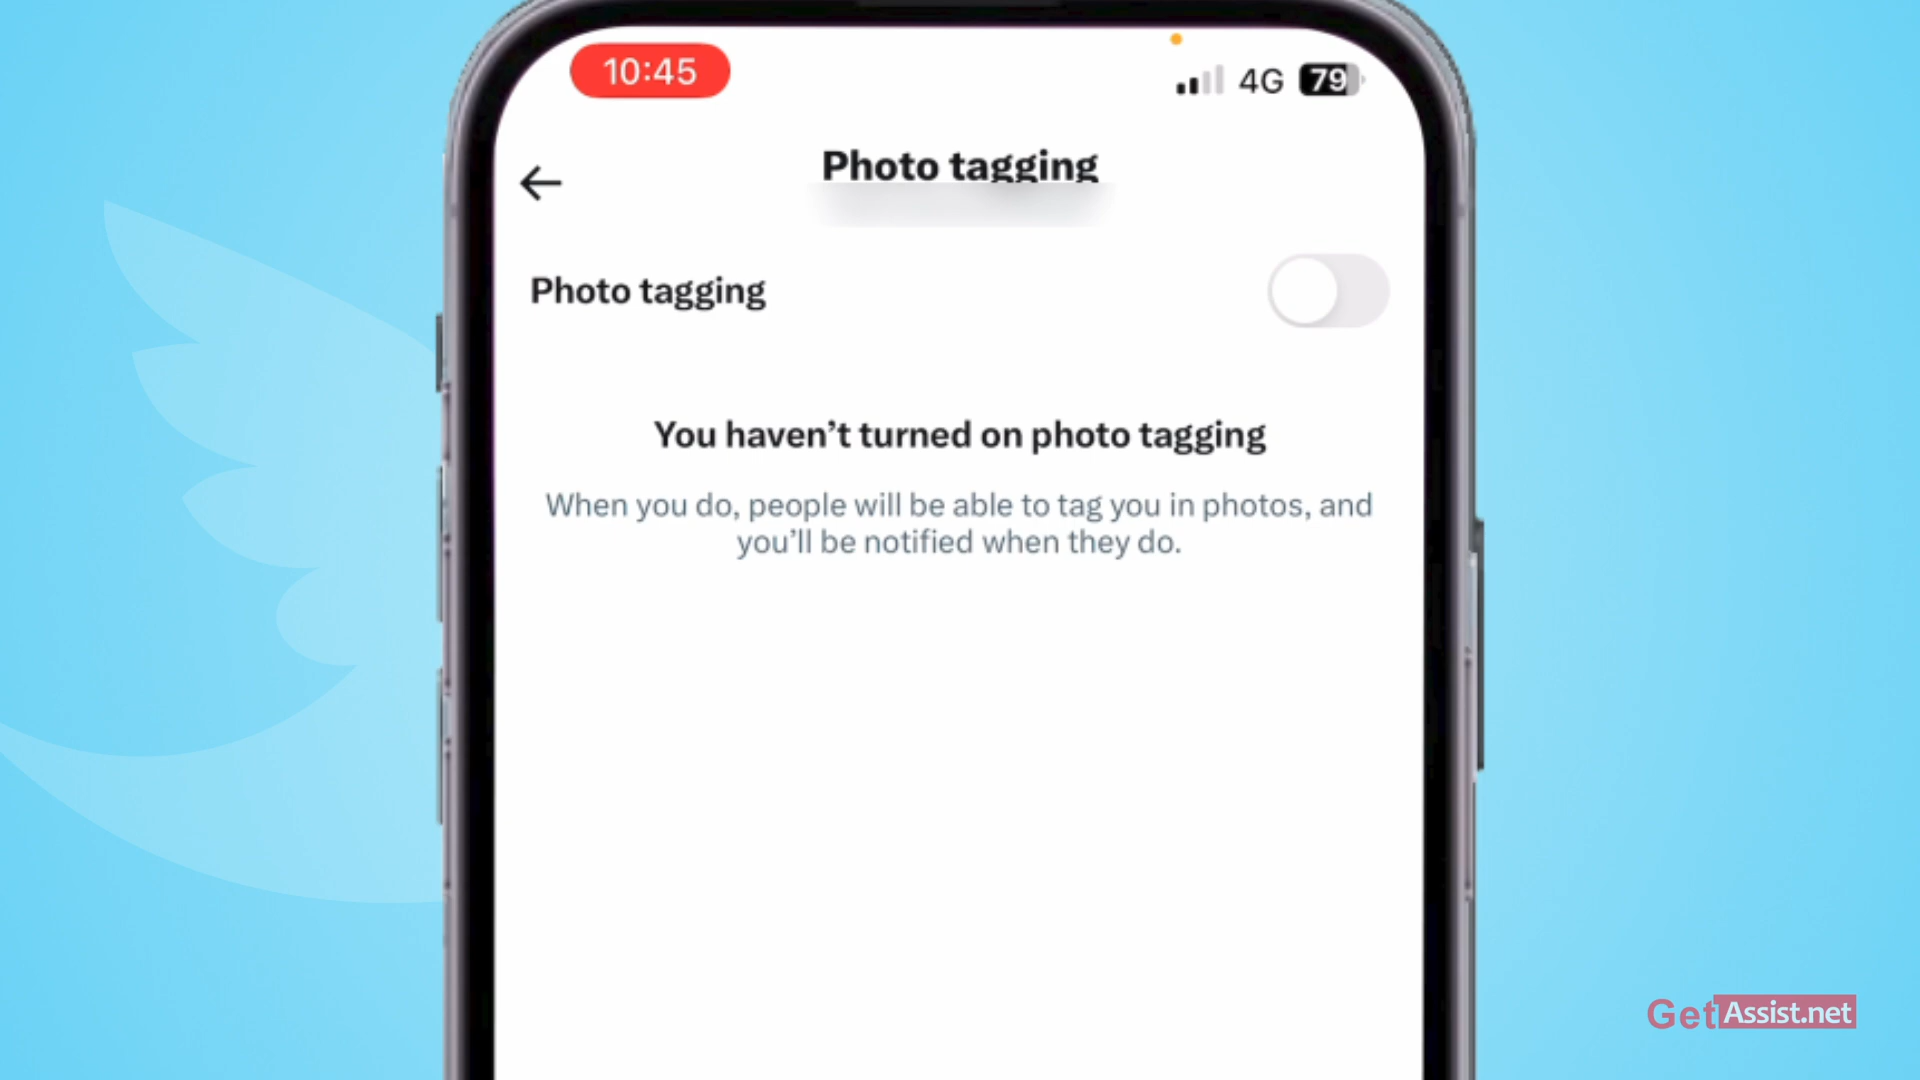 10:45
4G 79
Photo tagging
Photo tagging
You haven’t turned on photo tagging
When you do, people will be able to tag you in photos, and
you’ll be notified when they do.
GetAssist.net